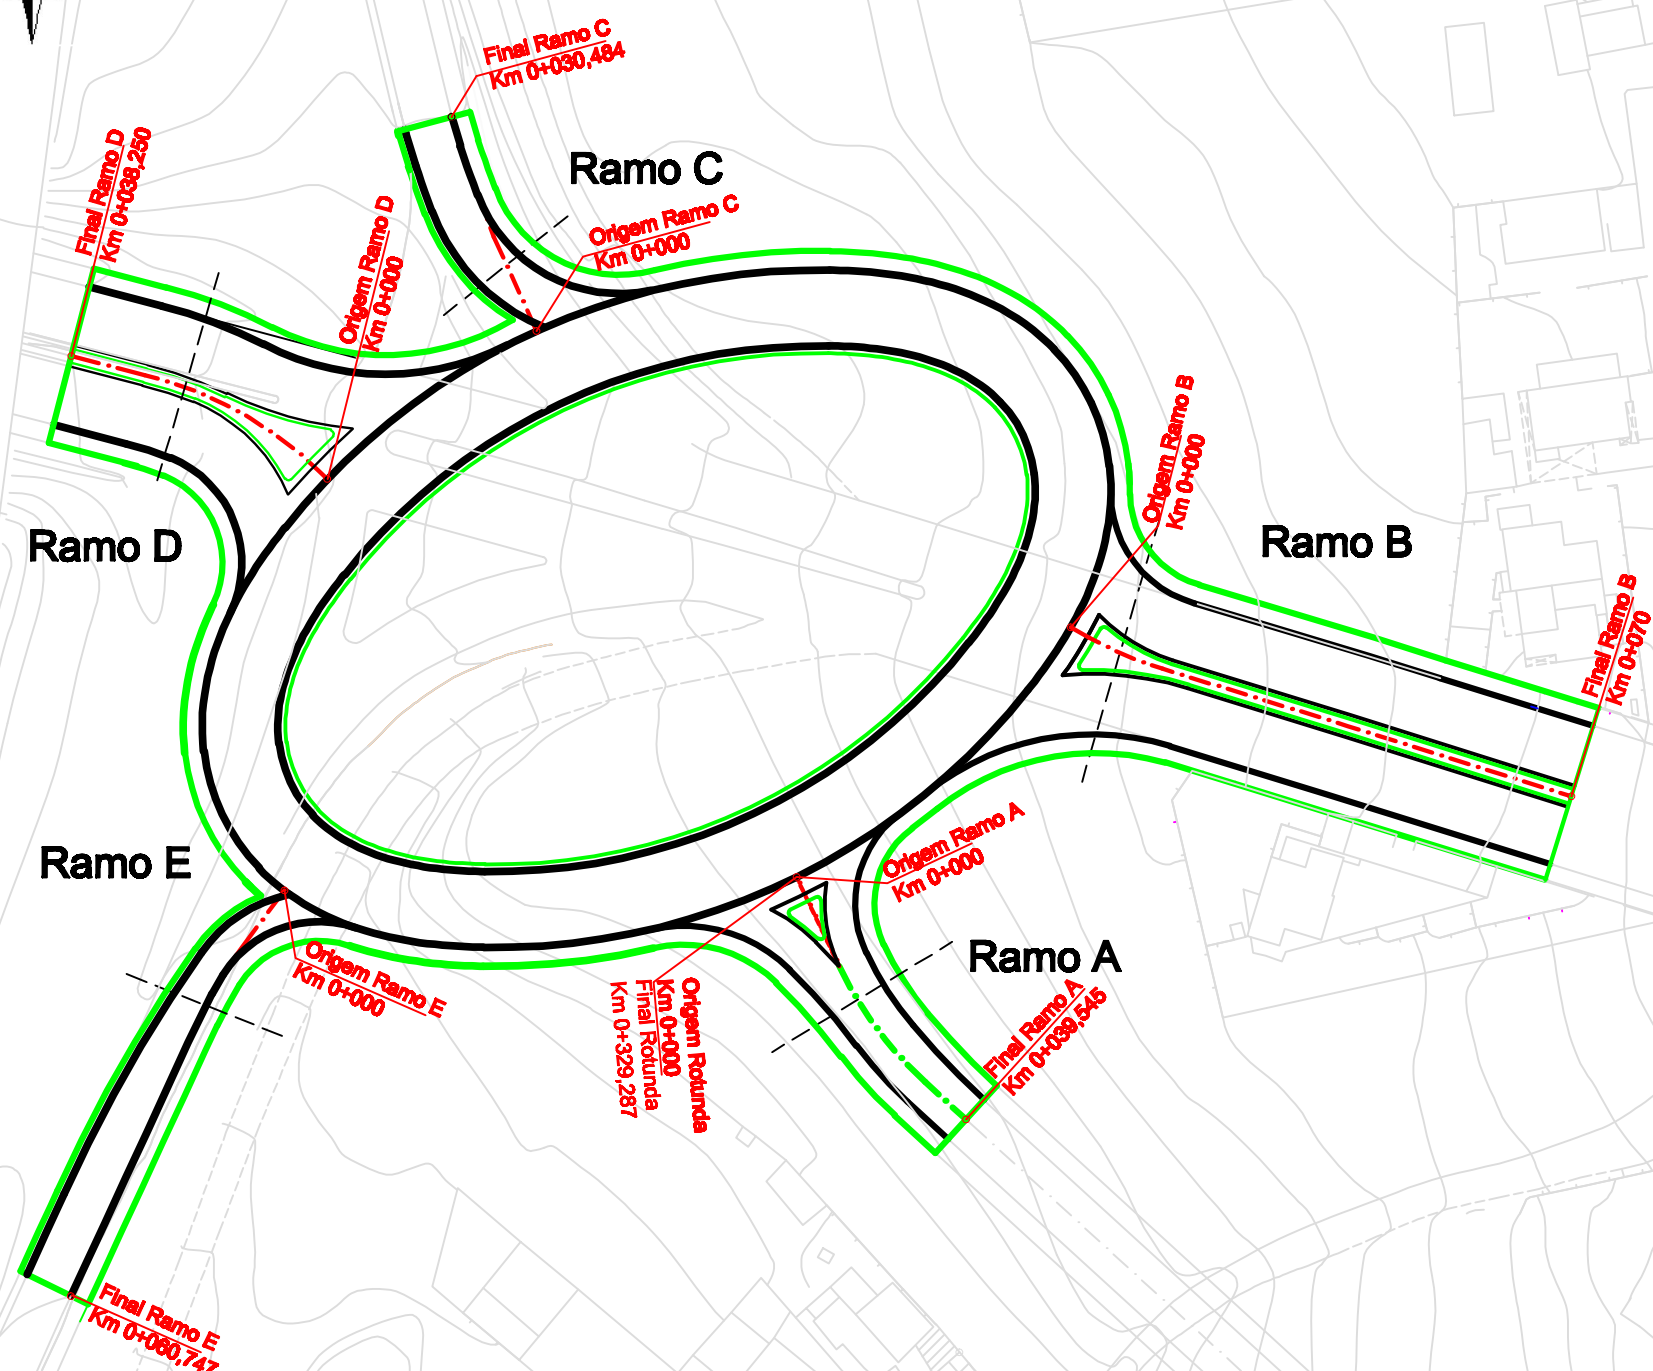 Final Ramo C
Km 0+030,484
Ramo C
Final Ramo D
Km 0+038,250
Origem Ramo D
Km 0+000
Origem Ramo C
Km 0+000
Origem Ramo B
Km 0+000
Ramo B
Ramo D
Final Ramo B
Km 0+070
Ramo E
Origem Ramo A
Km 0+000
Ramo A
Origem Ramo E
Km 0+000
Origem Rotunda
Km 0+000
Final Rotunda
Km 0+329,287
Final Ramo A
Km 0+039,545
Final Ramo E
Km 0+060,747